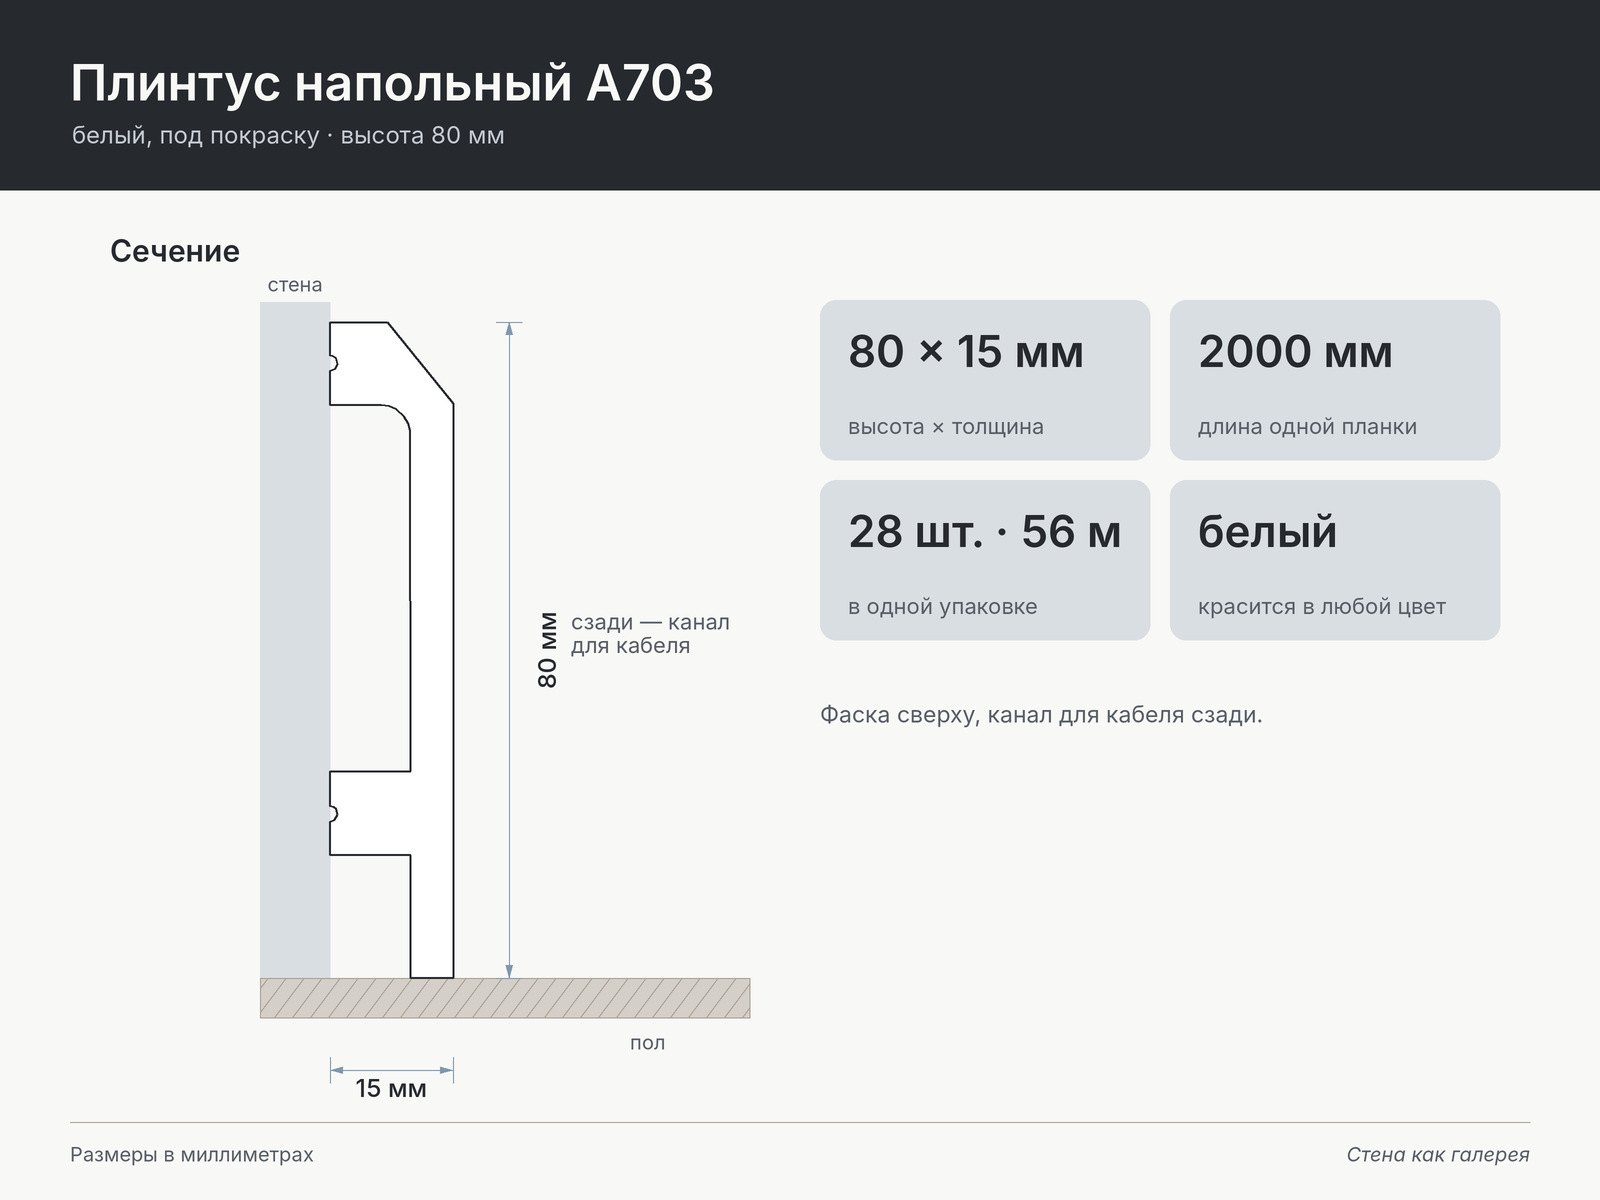 Плинтус напольный A703
белый, под покраску · высота 80 мм
Сечение
стена
80 мм
сзади — канал
для кабеля
пол
15 мм
80 × 15 мм
высота × толщина
2000 мм
длина одной планки
28 шт. · 56 м
в одной упаковке
белый
красится в любой цвет
Фаска сверху, канал для кабеля сзади.
Размеры в миллиметрах
Стена как галерея